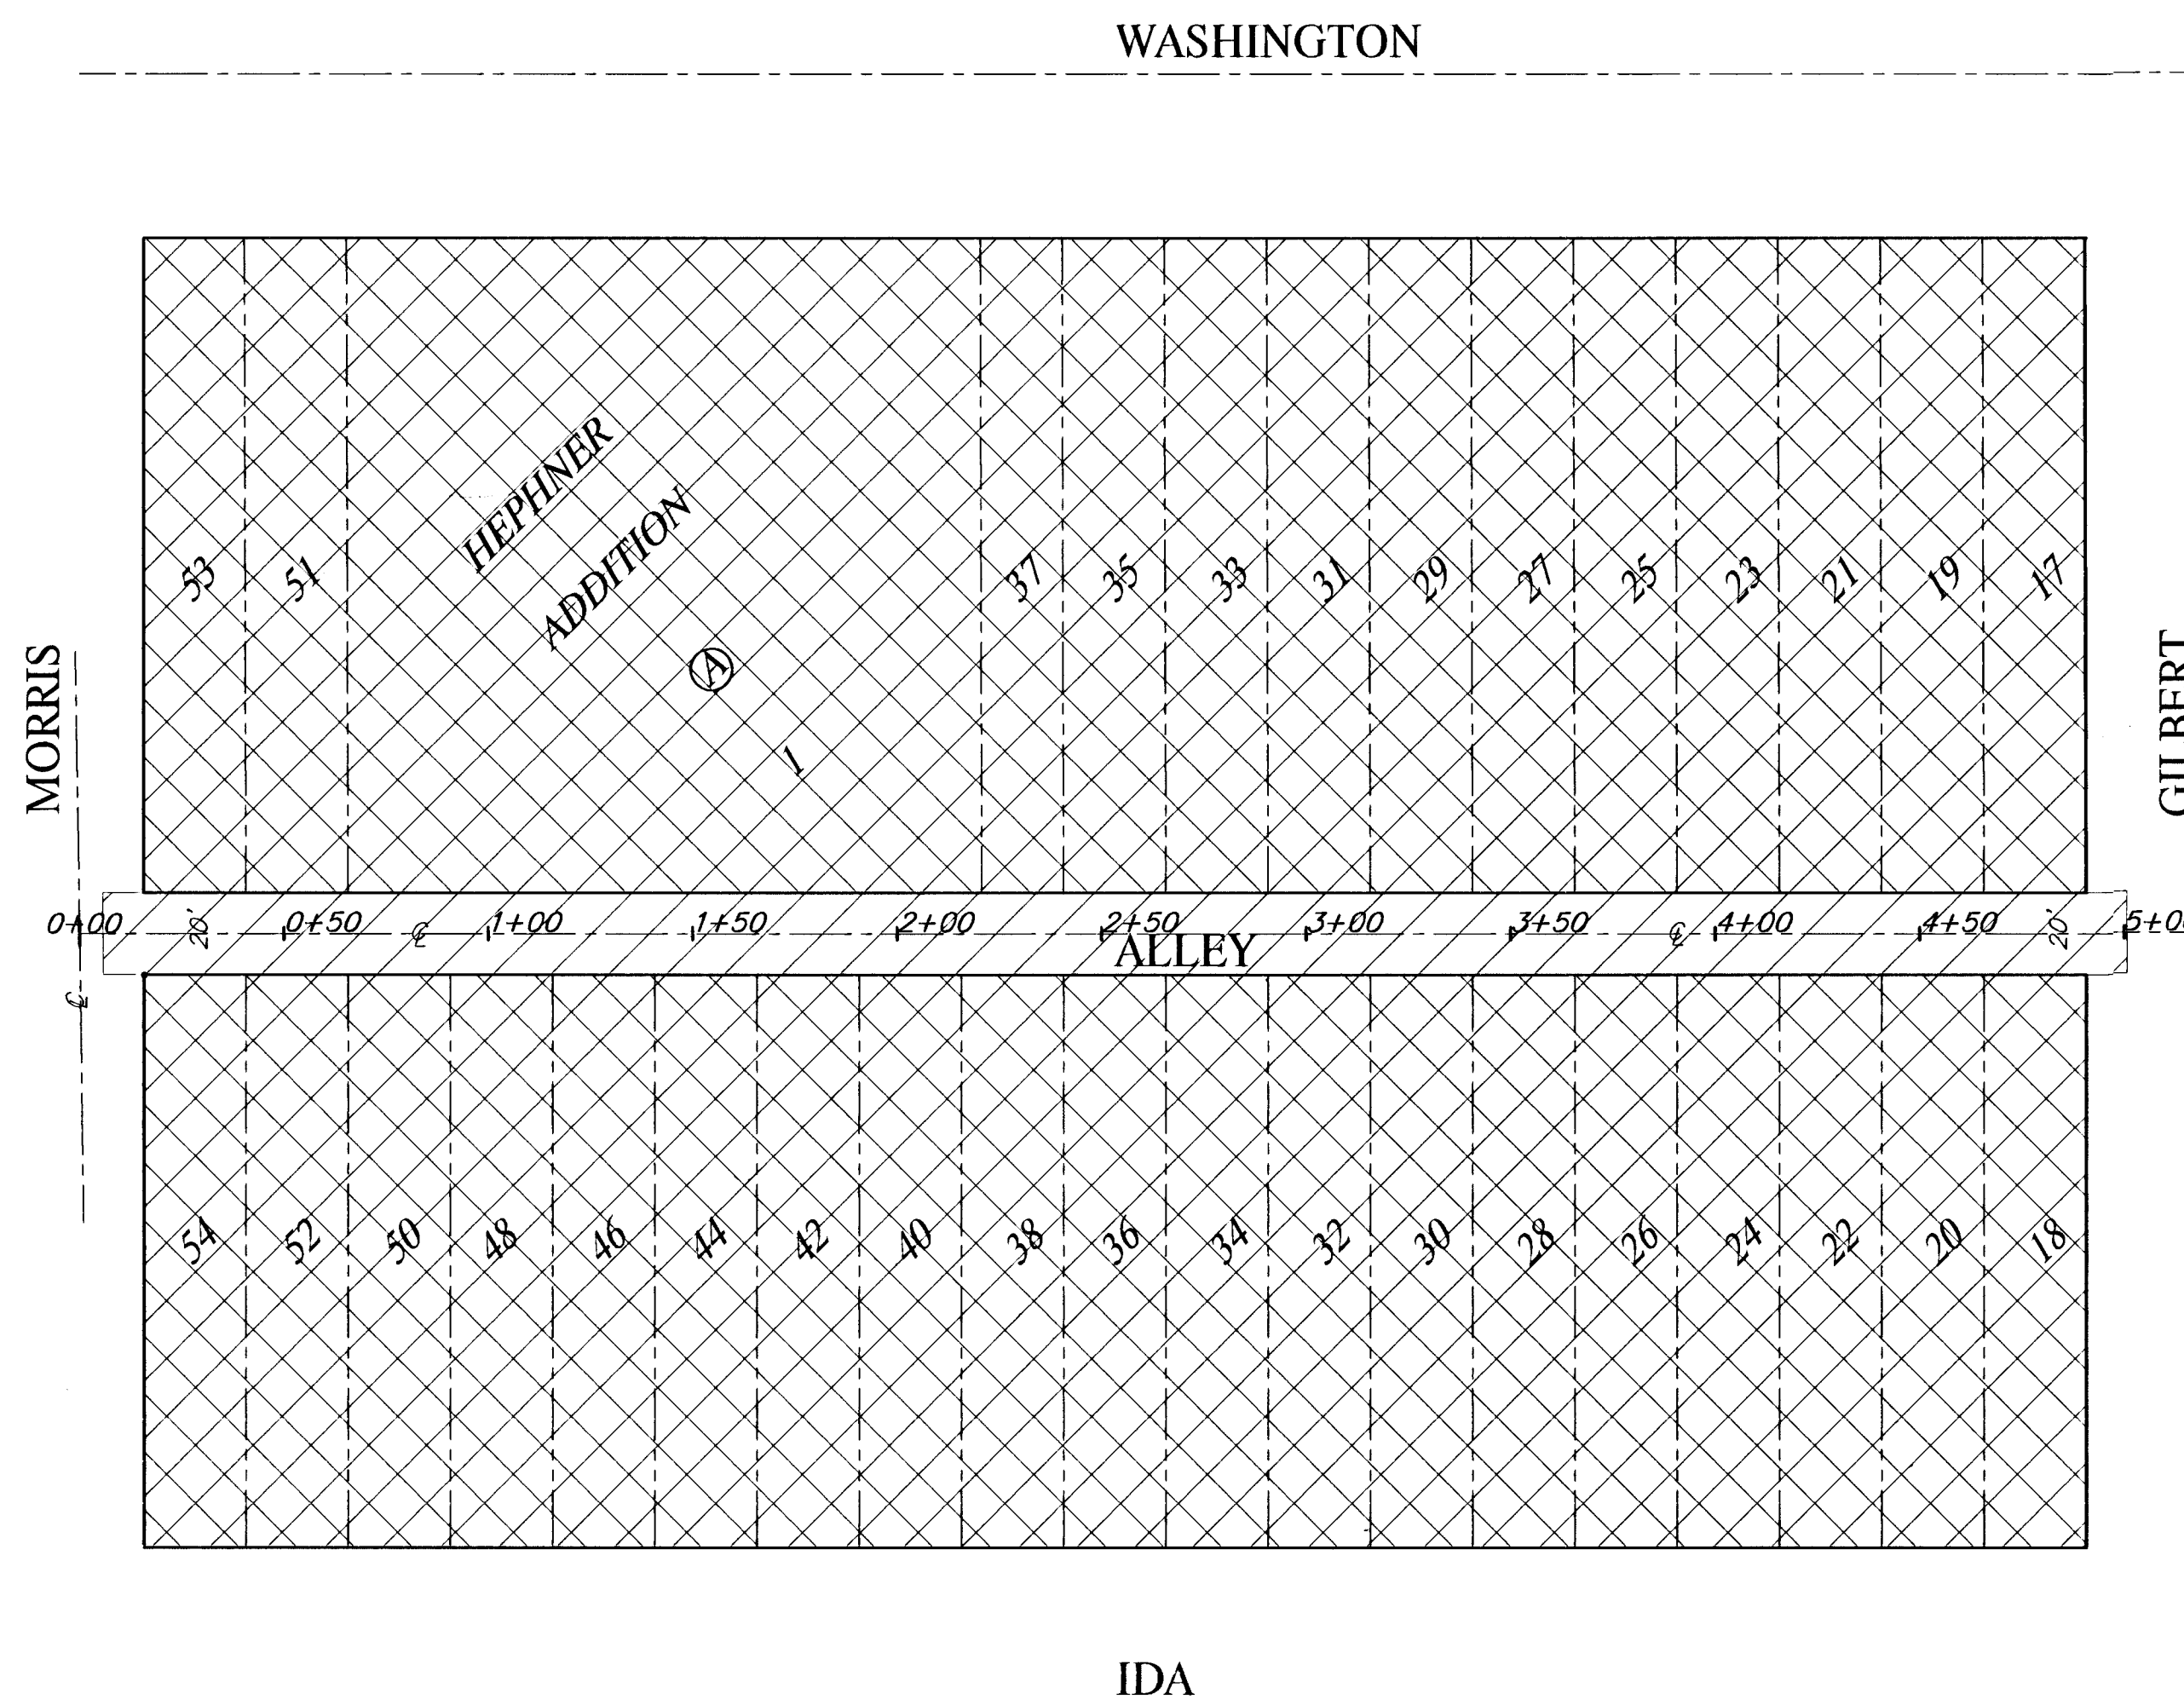 WASHINGTON
HEPHNER
ADDITION
A
1
53 51 37 35 33 31 29 27 25 23 21 19 17
MORRIS
GILBERT
0+00 20' 0+50 ℄ 1+00 1+50 2+00 2+50 3+00 3+50 ℄ 4+00 4+50 20' 5+00
ALLEY
℄
54 52 50 48 46 44 42 40 38 36 34 32 30 28 26 24 22 20 18
IDA